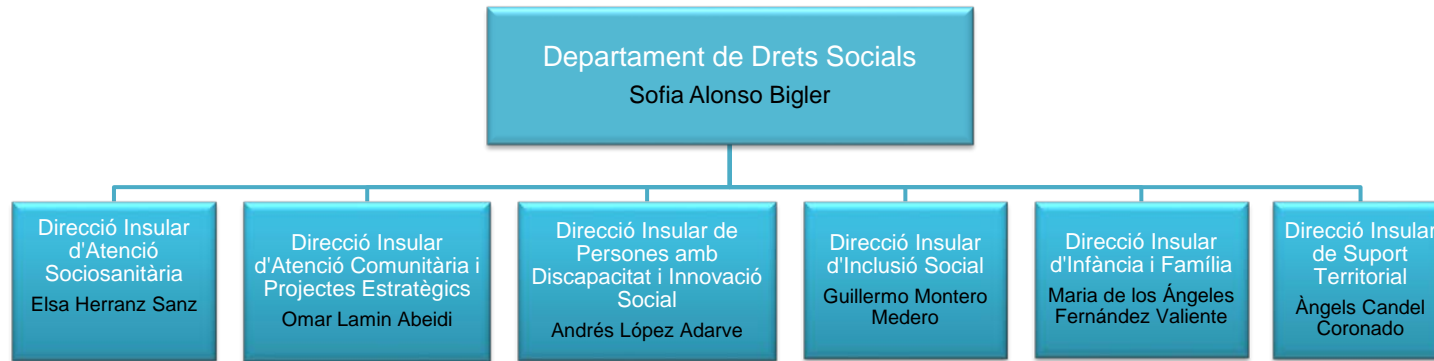 Departament de Drets Socials
Sofia Alonso Bigler
Direcció Insular
d'Atenció
Sociosanitària
Elsa Herranz Sanz
Direcció Insular
d'Atenció Comunitària i
Projectes Estratègics
Omar Lamin Abeidi
Direcció Insular de
Persones amb
Discapacitat i Innovació
Social
Andrés López Adarve
Direcció Insular
d'Inclusió Social
Guillermo Montero
Medero
Direcció Insular
d'Infància i Família
Maria de los Ángeles
Fernández Valiente
Direcció Insular
de Suport
Territorial
Àngels Candel
Coronado